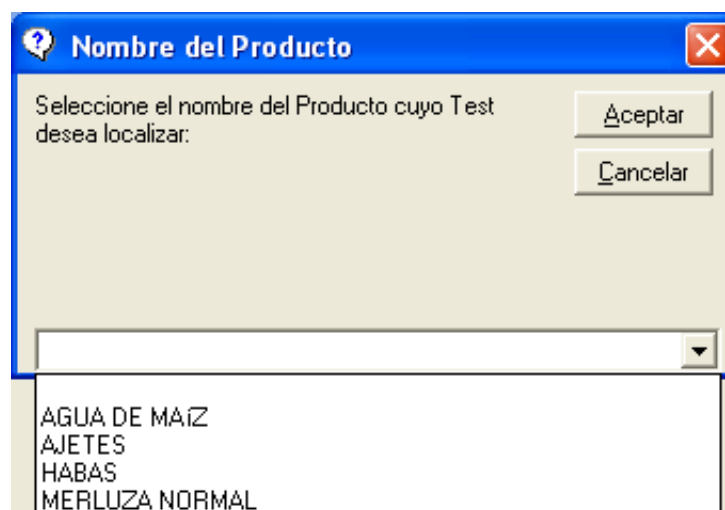 Nombre del Producto
Seleccione el nombre del Producto cuyo Test
desea localizar:
Aceptar
Cancelar
AGUA DE MAíZ
AJETES
HABAS
MERLUZA NORMAL